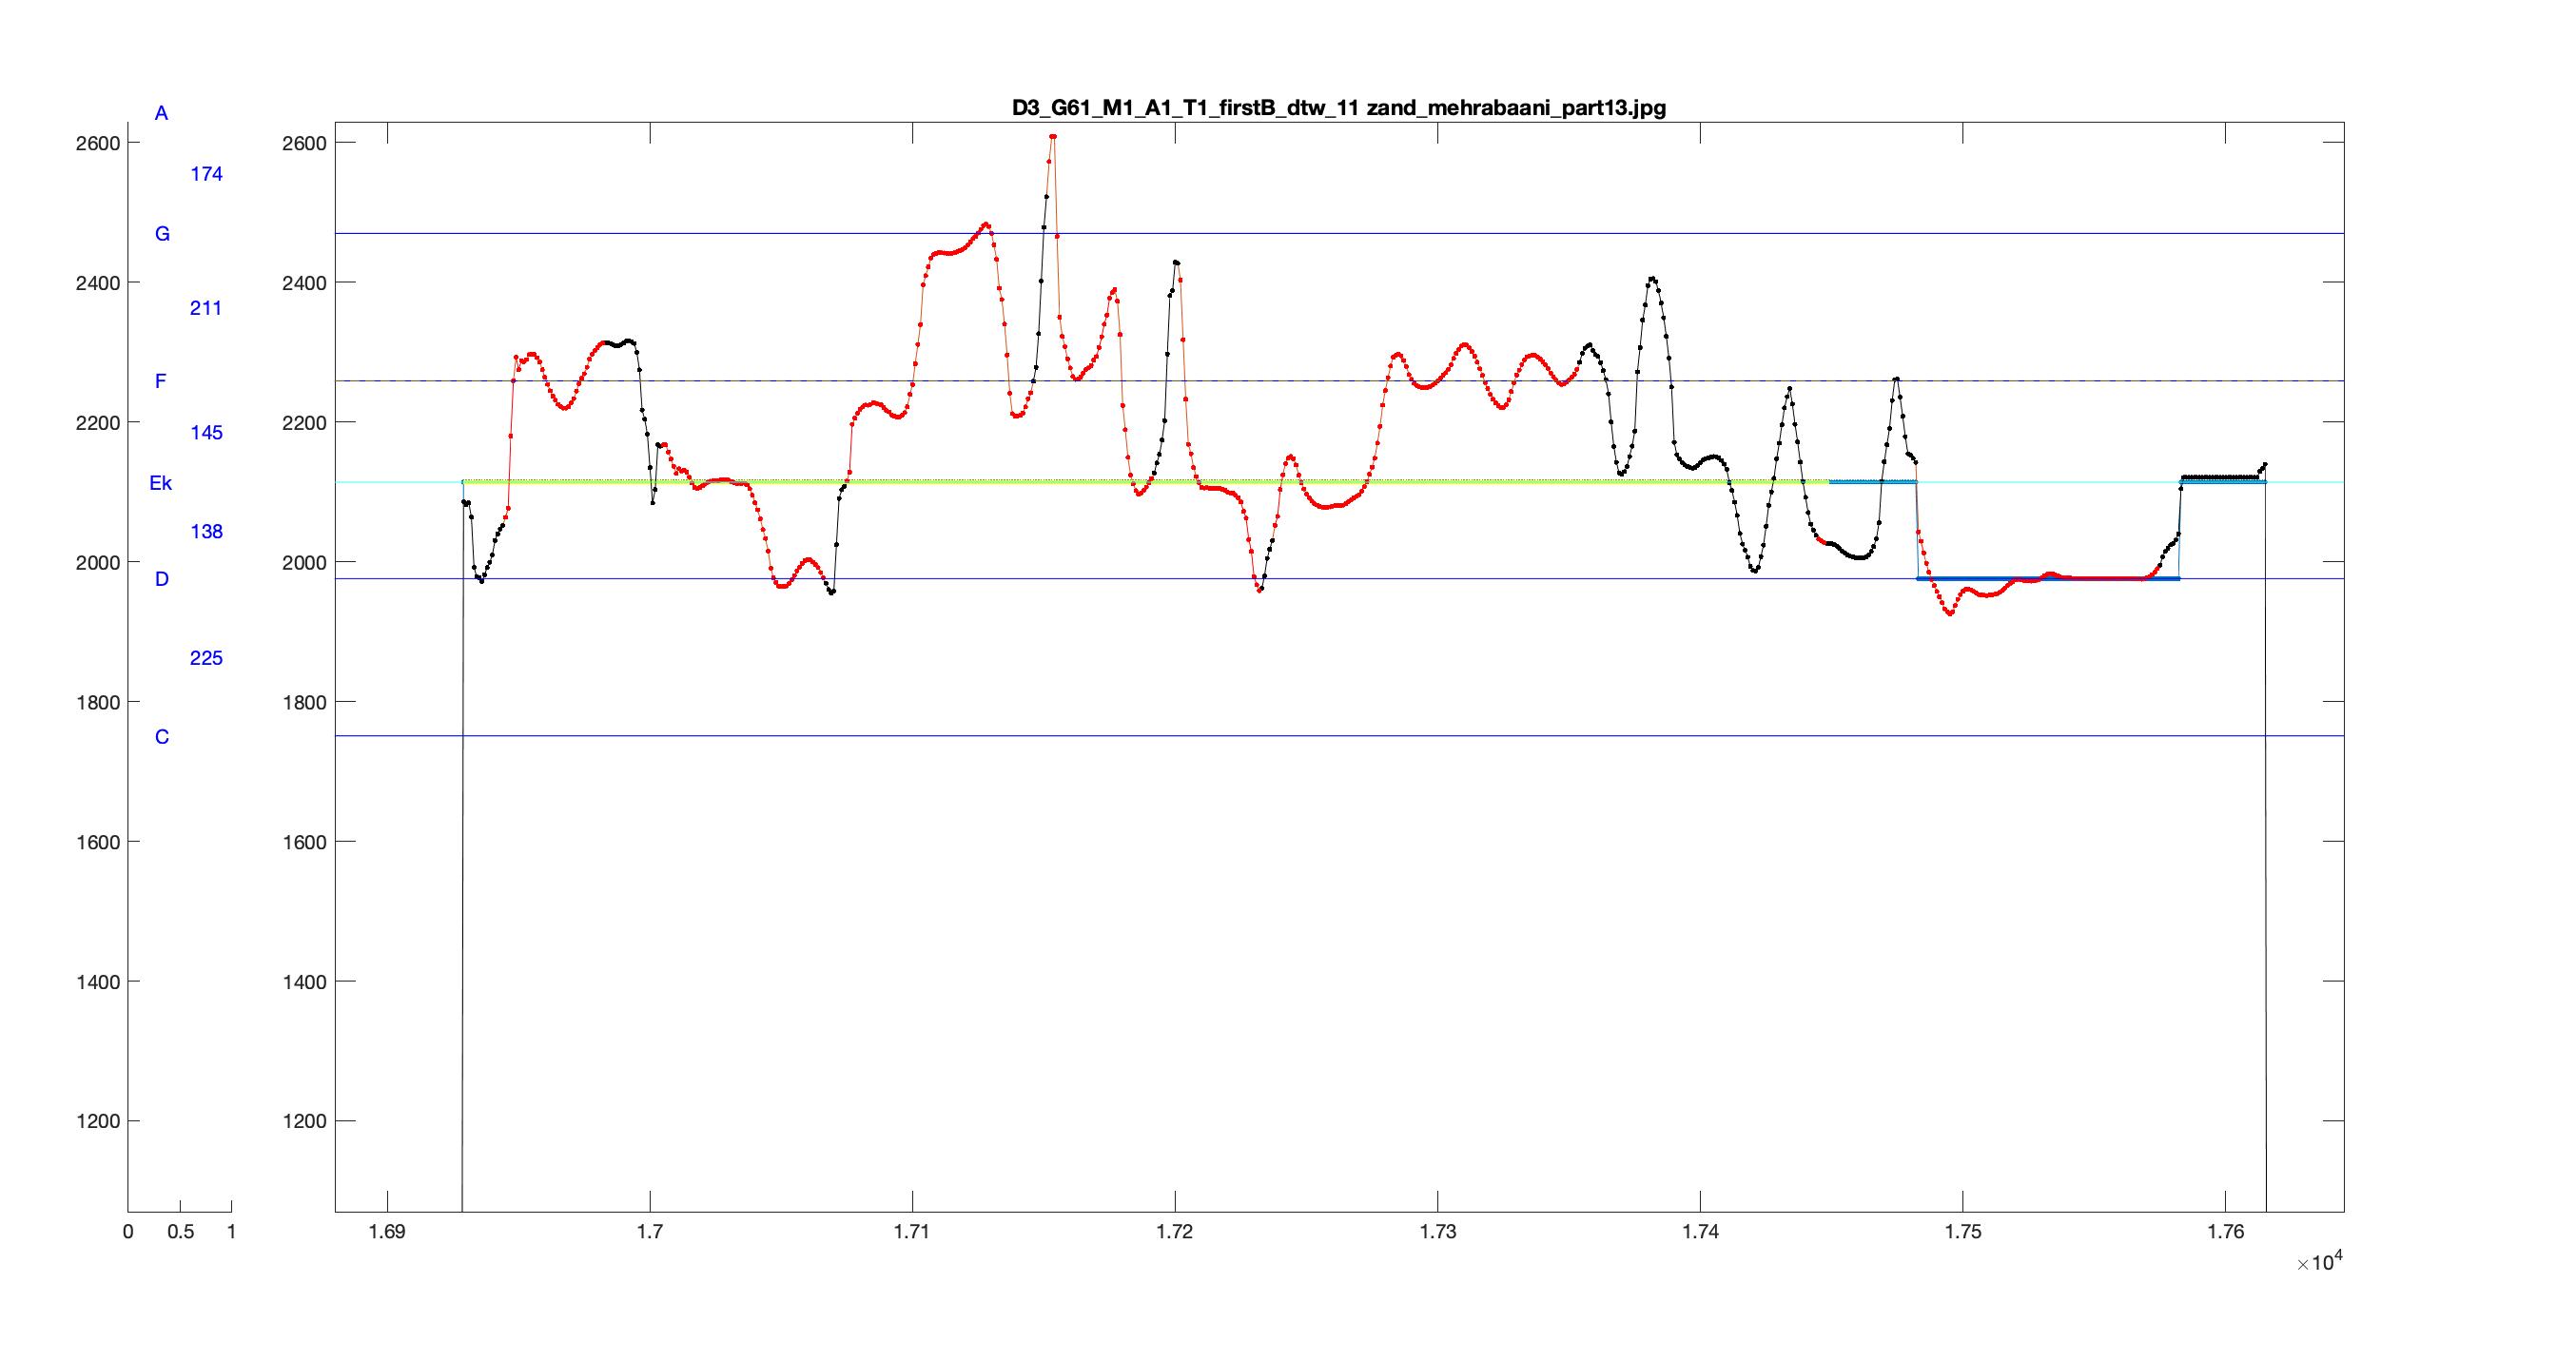 D3_G61_M1_A1_T1_firstB_dtw_11 zand_mehrabaani_part13.jpg
A
2600 2600
174
G
2400 2400
211
F
2200 2200
145
Ek
138
2000 2000
D
225
1800 1800
C
1600 1600
1400 1400
1200 1200
0 0.5 1 1.69 1.7 1.71 1.72 1.73 1.74 1.75 1.76
×10^4